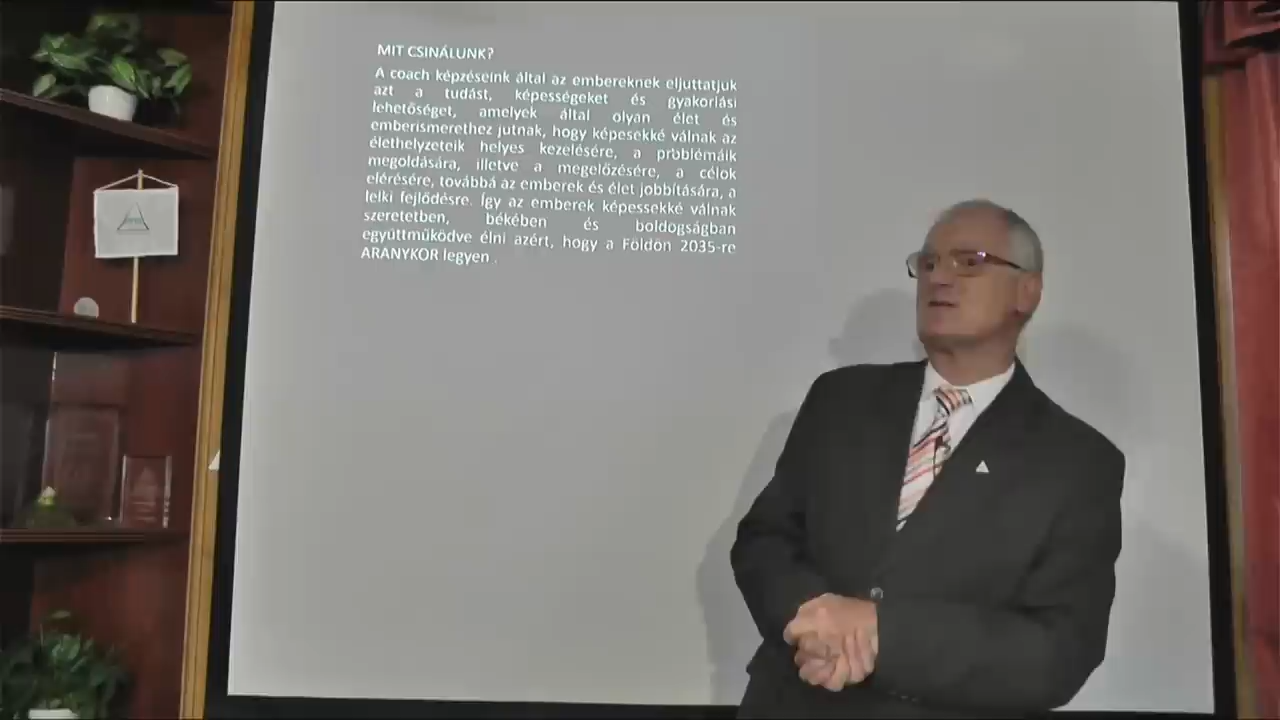 MIT CSINÁLUNK?
A coach képzéseink által az embereknek eljuttatjuk
azt a tudást, képességeket és gyakorlási
lehetőséget, amelyek által olyan élet és
emberismerethez jutnak, hogy képesekké válnak az
élethelyzeteik helyes kezelésére, a problémáik
megoldására, illetve a megelőzésére, a célok
elérésére, továbbá az emberek és élet jobbítására, a
lelki fejlődésre. Így az emberek képessekké válnak
szeretetben, békében és boldogságban
együttműködve élni azért, hogy a Földön 2035-re
ARANYKOR legyen .